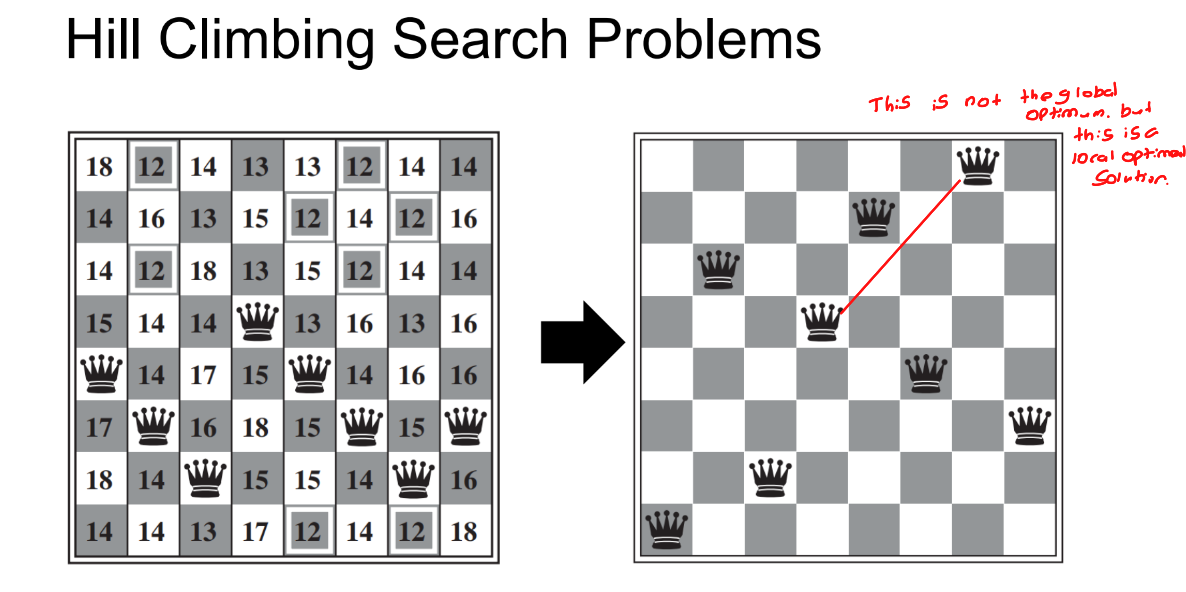 Hill Climbing Search Problems
This is not the global
optimum. but
this is a
local optimal
Solution.
18 12 14 13 13 12 14 14
14 16 13 15 12 14 12 16
14 12 18 13 15 12 14 14
15 14 14 13 16 13 16
14 17 15 14 16 16
17 16 18 15 15
18 14 15 15 14 16
14 14 13 17 12 14 12 18